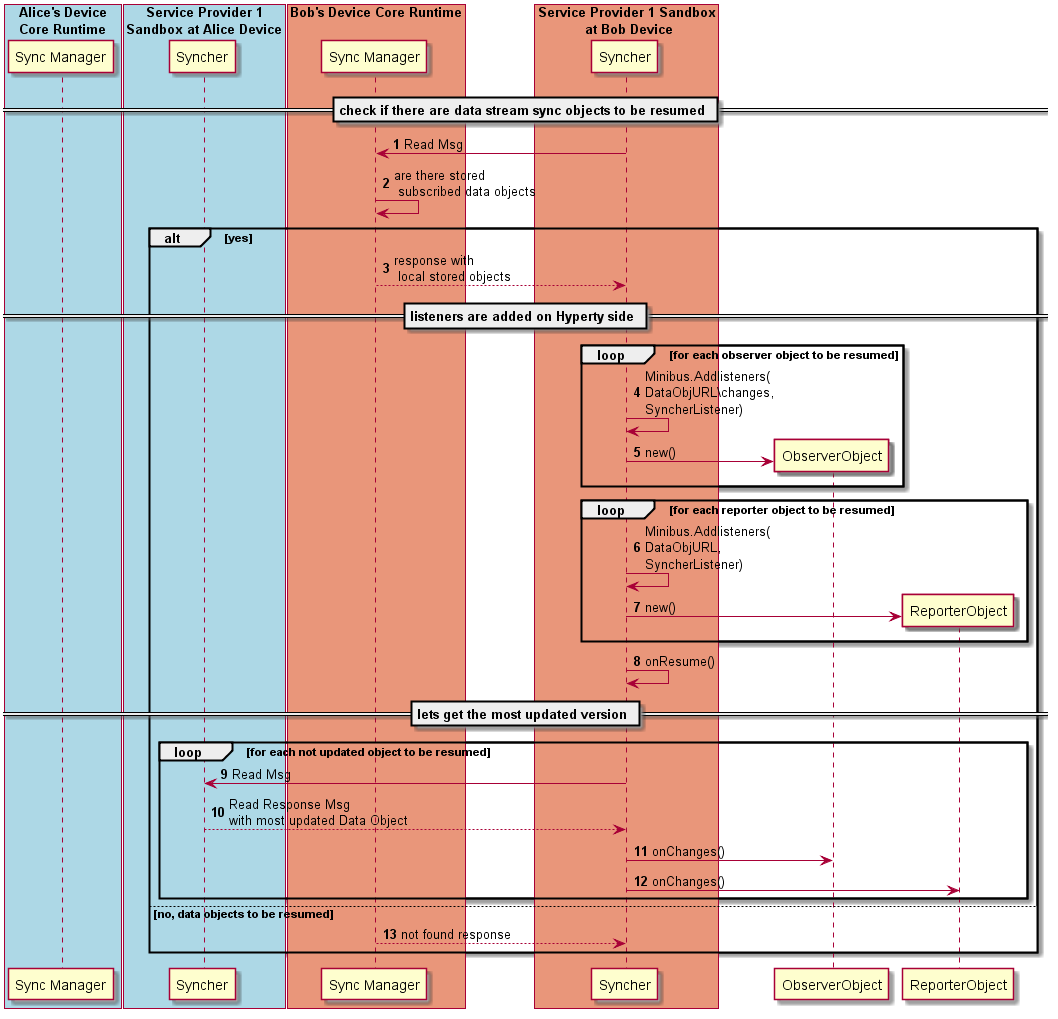 Alice's Device
Core Runtime
Service Provider 1
Sandbox at Alice Device
Bob's Device Core Runtime
Service Provider 1 Sandbox
at Bob Device
Sync Manager
Syncher
Sync Manager
Syncher
check if there are data stream sync objects to be resumed
1 Read Msg
2 are there stored
subscribed data objects
alt [yes]
3 response with
local stored objects
listeners are added on Hyperty side
loop [for each observer object to be resumed]
Minibus.Addlisteners(
4 DataObjURL\changes,
SyncherListener)
5 new()
ObserverObject
loop [for each reporter object to be resumed]
Minibus.Addlisteners(
6 DataObjURL,
SyncherListener)
7 new()
ReporterObject
8 onResume()
lets get the most updated version
loop [for each not updated object to be resumed]
9 Read Msg
10 Read Response Msg
with most updated Data Object
11 onChanges()
12 onChanges()
[no, data objects to be resumed]
13 not found response
Sync Manager
Syncher
Sync Manager
Syncher
ObserverObject
ReporterObject